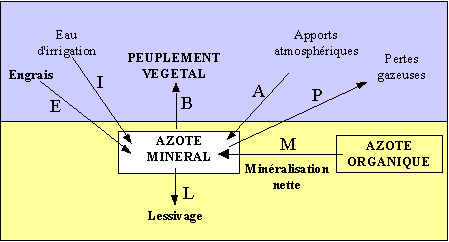 Eau
d'irrigation
Engrais
PEUPLEMENT
VEGETAL
Apports
atmosphériques
Pertes
gazeuses
E
I
B
A
P
AZOTE
MINERAL
M
Minéralisation
nette
AZOTE
ORGANIQUE
L
Lessivage